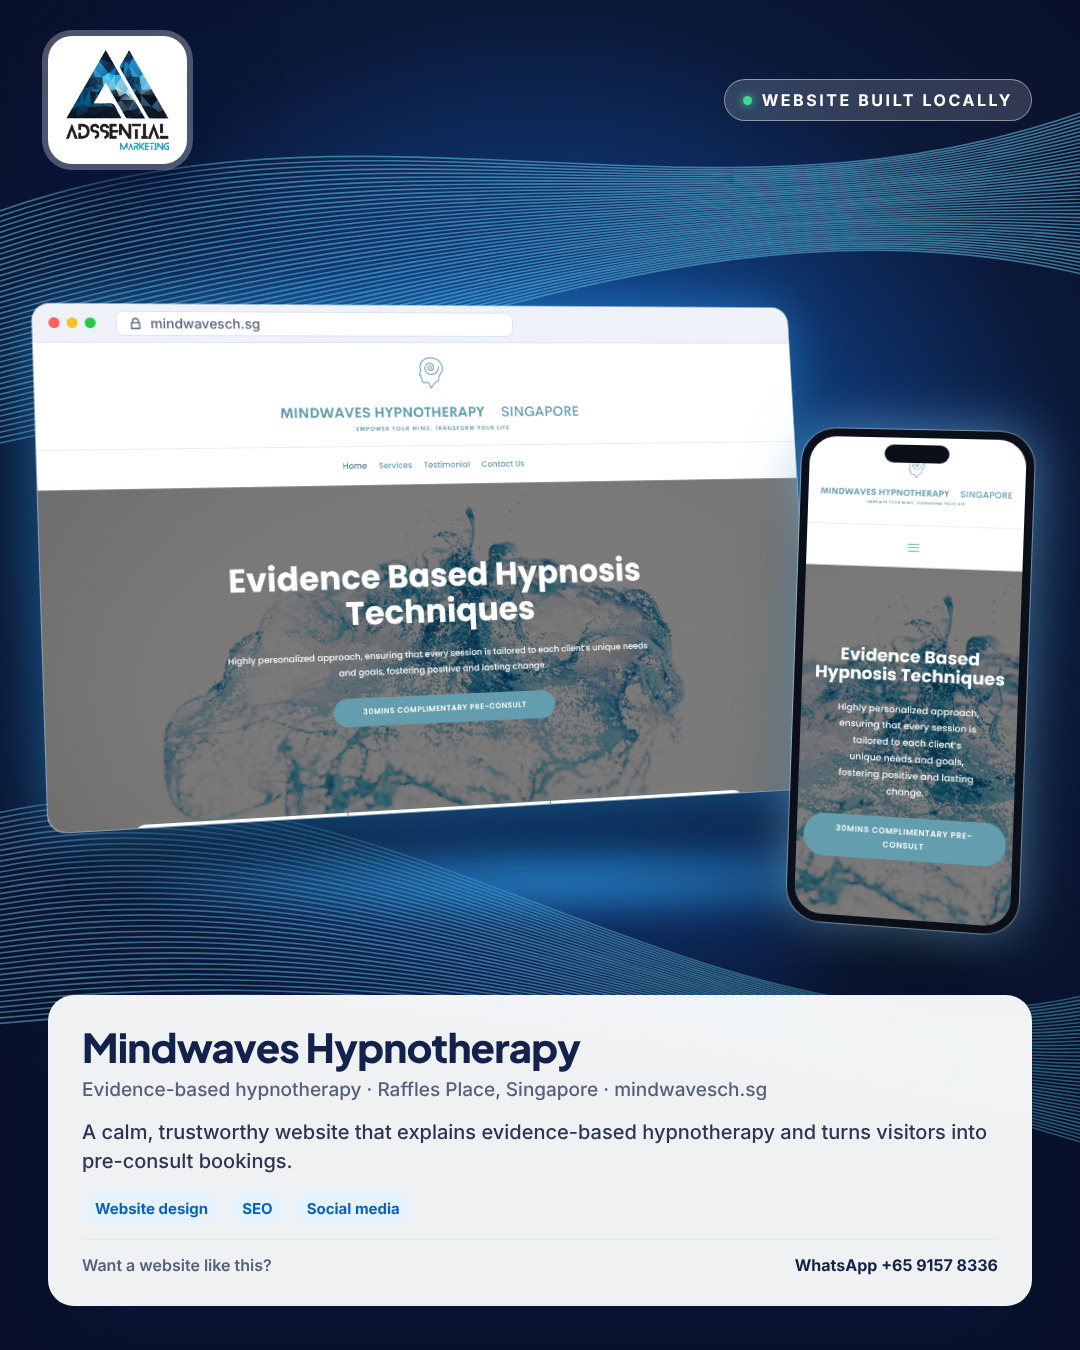 ADSSENTIAL
MARKETING
WEBSITE BUILT LOCALLY
mindwavesch.sg
MINDWAVES HYPNOTHERAPY SINGAPORE
EMPOWER YOUR MIND, TRANSFORM YOUR LIFE
Home Services Testimonial Contact Us
Evidence Based Hypnosis
Techniques
Highly personalized approach, ensuring that every session is tailored to each client's unique needs
and goals, fostering positive and lasting change.
30MINS COMPLIMENTARY PRE-CONSULT
MINDWAVES HYPNOTHERAPY SINGAPORE
EMPOWER YOUR MIND, TRANSFORM YOUR LIFE
Evidence Based
Hypnosis Techniques
Highly personalized approach,
ensuring that every session is
tailored to each client's
unique needs and goals,
fostering positive and lasting
change.
30MINS COMPLIMENTARY PRE-
CONSULT
Mindwaves Hypnotherapy
Evidence-based hypnotherapy · Raffles Place, Singapore · mindwavesch.sg
A calm, trustworthy website that explains evidence-based hypnotherapy and turns visitors into
pre-consult bookings.
Website design SEO Social media
Want a website like this?
WhatsApp +65 9157 8336